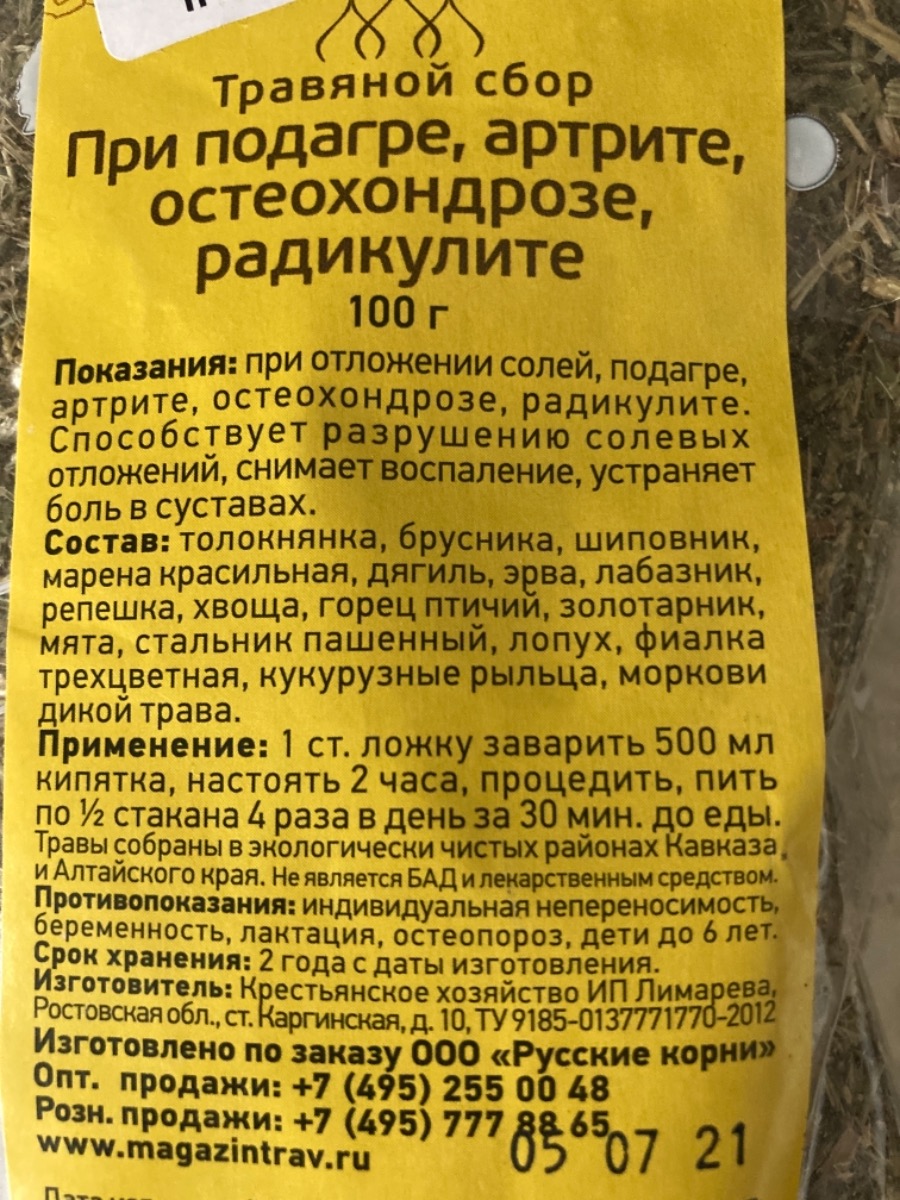 Травяной сбор
При подагре, артрите,
остеохондрозе,
радикулите
100 г
Показания: при отложении солей, подагре,
артрите, остеохондрозе, радикулите.
Способствует разрушению солевых
отложений, снимает воспаление, устраняет
боль в суставах.
Состав: толокнянка, брусника, шиповник,
марена красильная, дягиль, эрва, лабазник,
репешка, хвоща, горец птичий, золотарник,
мята, стальник пашенный, лопух, фиалка
трехцветная, кукурузные рыльца, моркови
дикой трава.
Применение: 1 ст. ложку заварить 500 мл
кипятка, настоять 2 часа, процедить, пить
по ½ стакана 4 раза в день за 30 мин. до еды.
Травы собраны в экологически чистых районах Кавказа
и Алтайского края. Не является БАД и лекарственным средством.
Противопоказания: индивидуальная непереносимость,
беременность, лактация, остеопороз, дети до 6 лет.
Срок хранения: 2 года с даты изготовления.
Изготовитель: Крестьянское хозяйство ИП Лимарева,
Ростовская обл., ст. Каргинская, д. 10, ТУ 9185-0137771770-2012
Изготовлено по заказу ООО «Русские корни»
Опт. продажи: +7 (495) 255 00 48
Розн. продажи: +7 (495) 777 88 65
www.magazintrav.ru
05 07 21